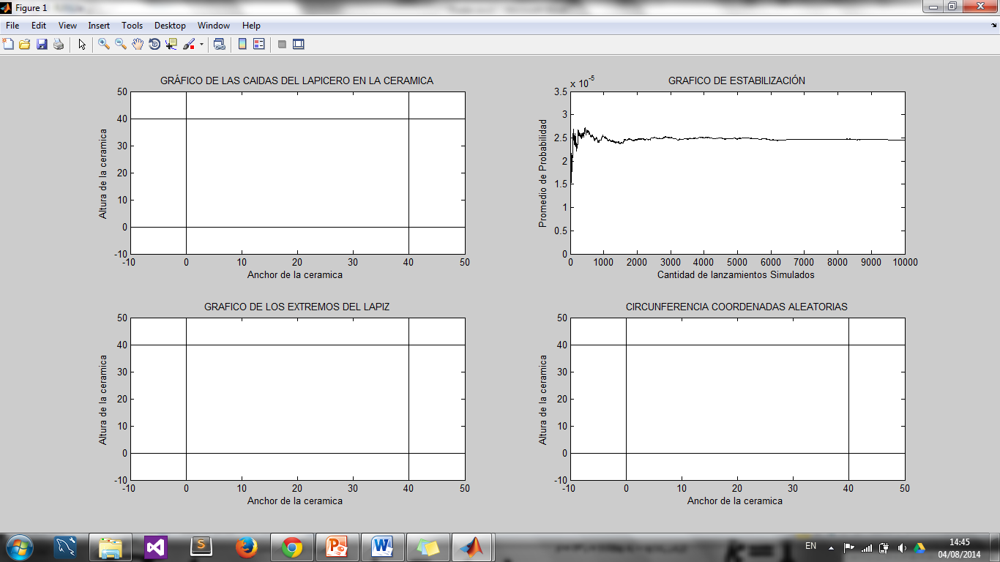 Figure 1
File Edit View Insert Tools Desktop Window Help
GRÁFICO DE LAS CAIDAS DEL LAPICERO EN LA CERAMICA
50
40
30
20
10
0
-10
Altura de la ceramica
-10 0 10 20 30 40 50
Anchor de la ceramica
GRAFICO DE ESTABILIZACIÓN
x 10-5
3.5
3
2.5
2
1.5
1
0.5
0
Promedio de Probabilidad
0 1000 2000 3000 4000 5000 6000 7000 8000 9000 10000
Cantidad de lanzamientos Simulados
GRAFICO DE LOS EXTREMOS DEL LAPIZ
50
40
30
20
10
0
-10
Altura de la ceramica
-10 0 10 20 30 40 50
Anchor de la ceramica
CIRCUNFERENCIA COORDENADAS ALEATORIAS
50
40
30
20
10
0
-10
Altura de la ceramica
-10 0 10 20 30 40 50
Anchor de la ceramica
EN
14:45
04/08/2014